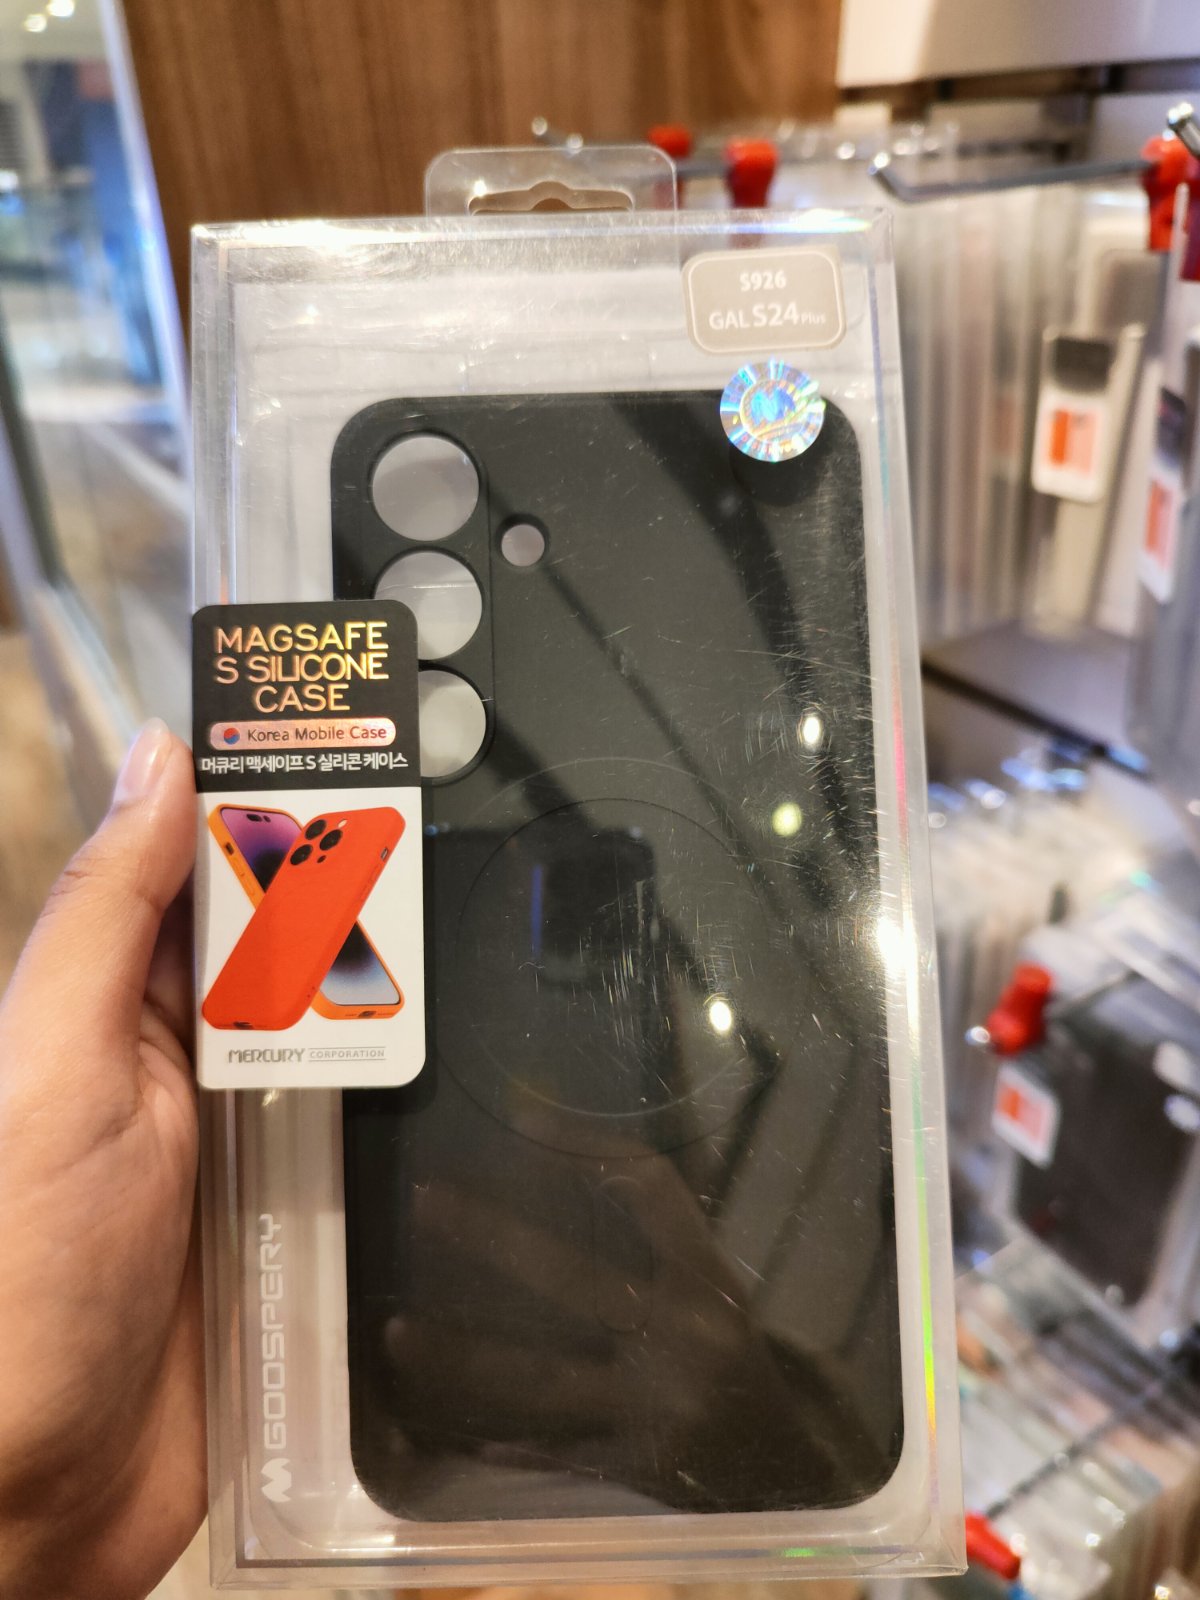 S926
GAL S24 Plus
MAGSAFE
S SILICONE
CASE
Korea Mobile Case
머큐리 맥세이프 S 실리콘 케이스
MERCURY CORPORATION
GOOSPERY